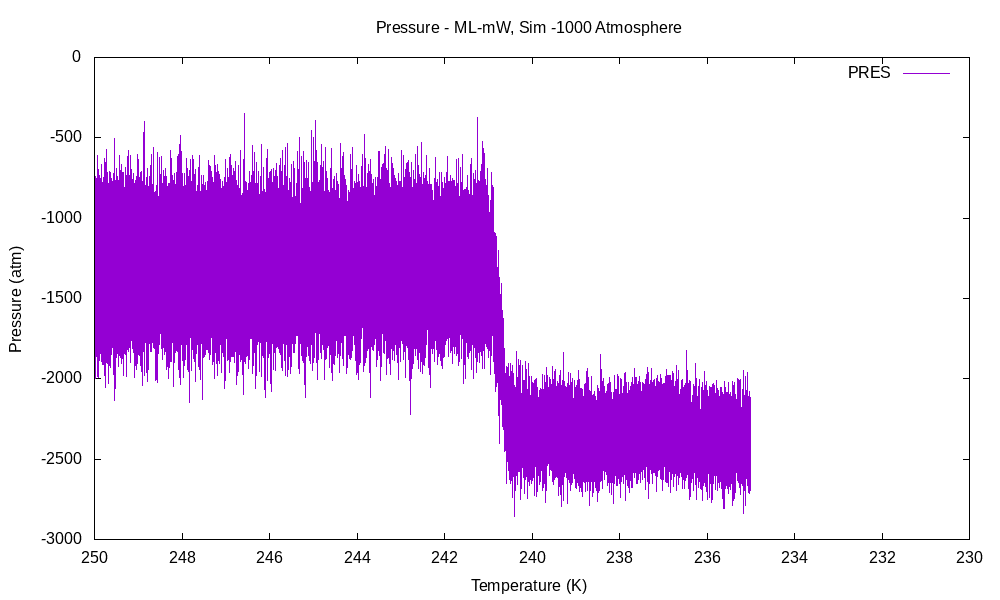 Pressure - ML-mW, Sim -1000 Atmosphere
PRES
0
-500
-1000
-1500
-2000
-2500
-3000
Pressure (atm)
250 248 246 244 242 240 238 236 234 232 230
Temperature (K)